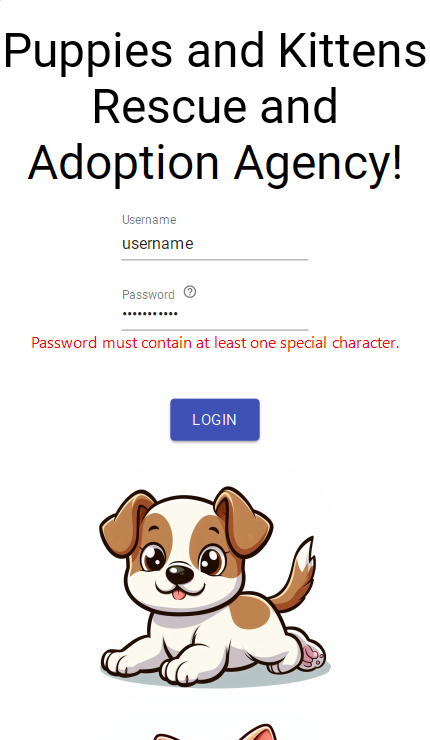 Puppies and Kittens
Rescue and
Adoption Agency!
Username
username
Password
•••••••••••
Password must contain at least one special character.
LOGIN